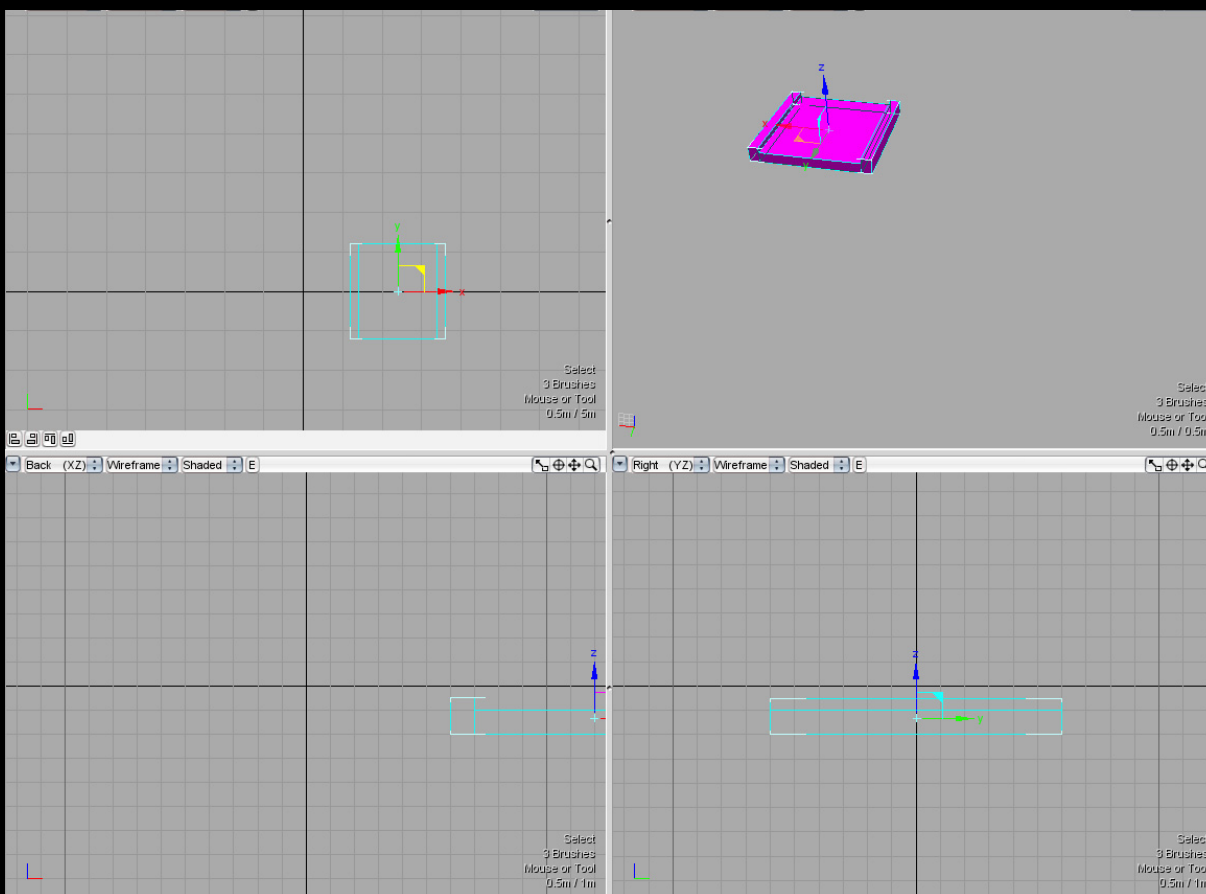 Y
x
Select
3 Brushes
Mouse or Tool
0.5m / 5m
z
x
Y
Selec
3 Brushes
Mouse or Too
0.5m / 0.5m
Back (XZ) Wireframe Shaded E
z
Select
3 Brushes
Mouse or Tool
0.5m / 1m
Right (YZ) Wireframe Shaded E
z
Y
Select
3 Brushes
Mouse or Tool
0.5m / 1m